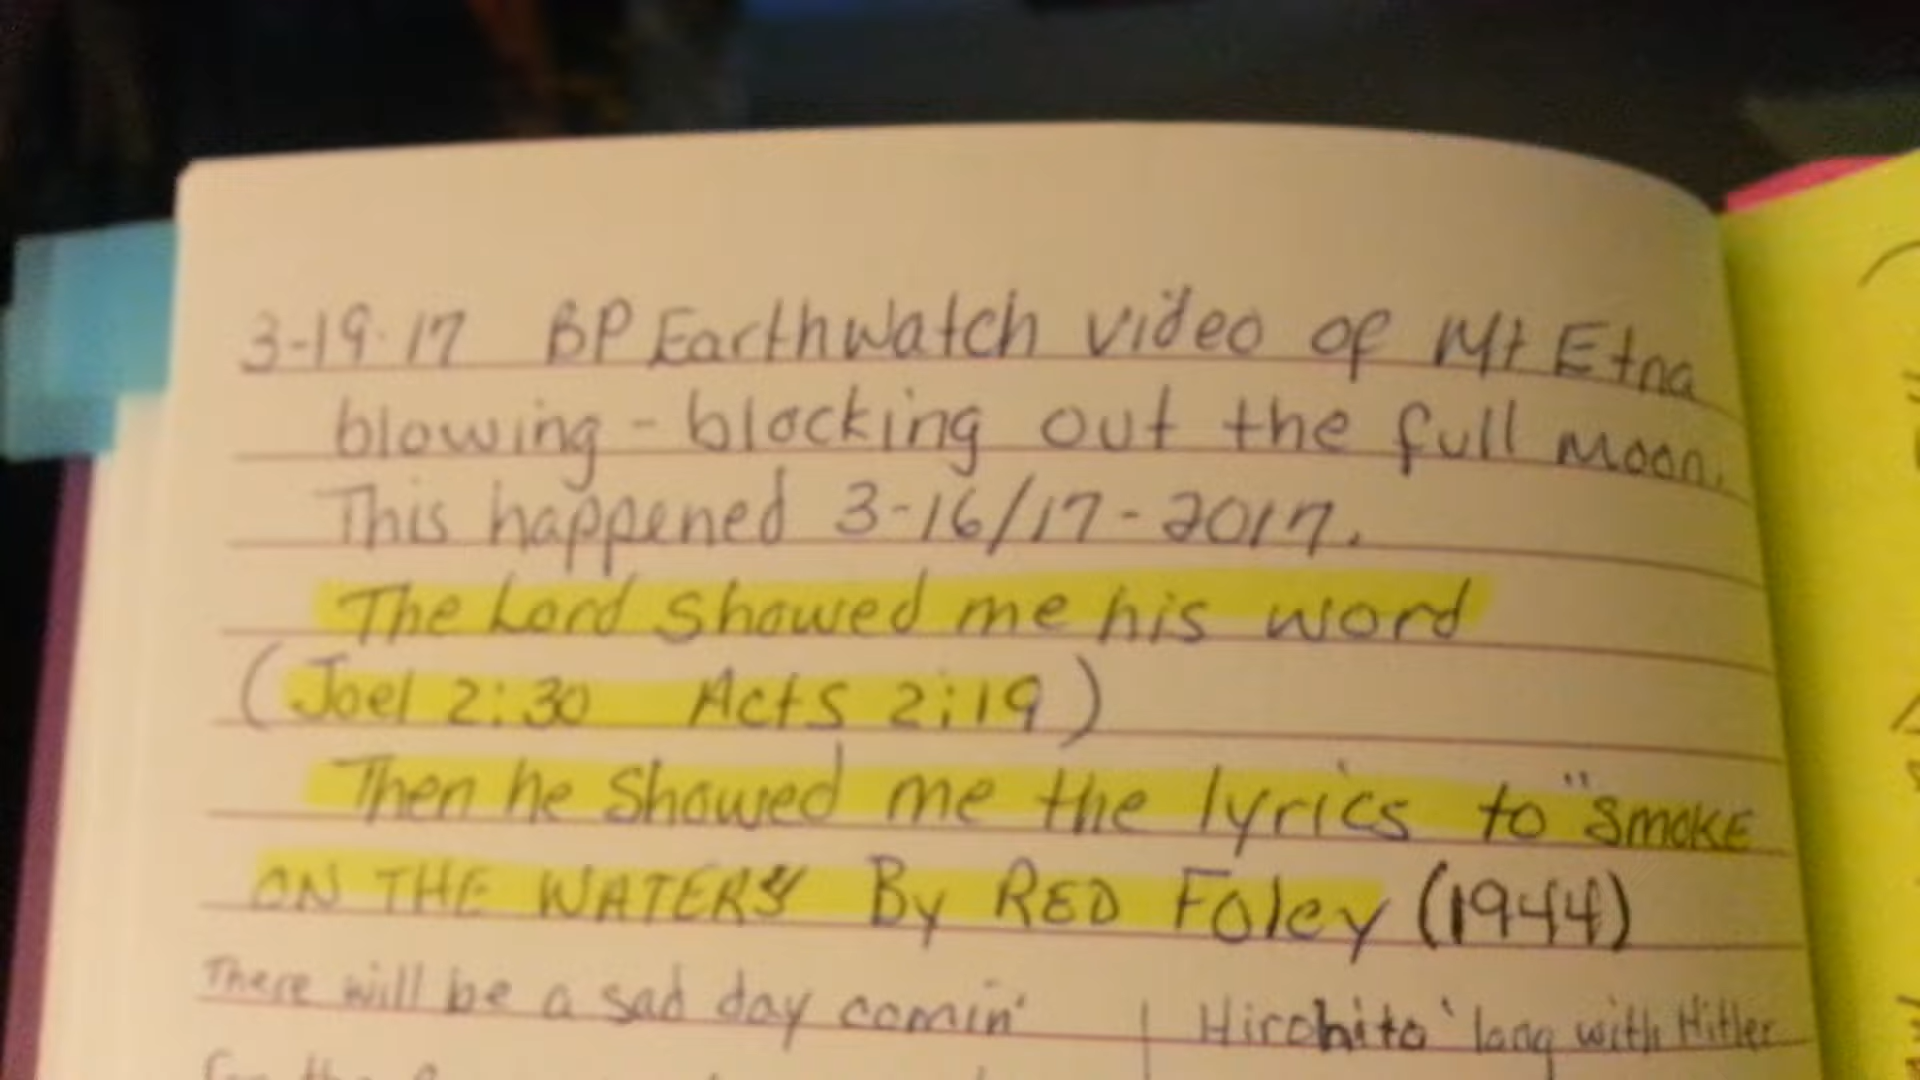 3-19-17 BP EarthWatch video of Mt Etna
blowing - blocking out the full moon.
This happened 3-16/17-2017.
The Lord showed me his word
(Joel 2:30 Acts 2:19)
Then he showed me the lyrics to "SMOKE
ON THE WATER" By RED Foley (1944)
There will be a sad day comin'
Hirohito 'long with Hitler
For the